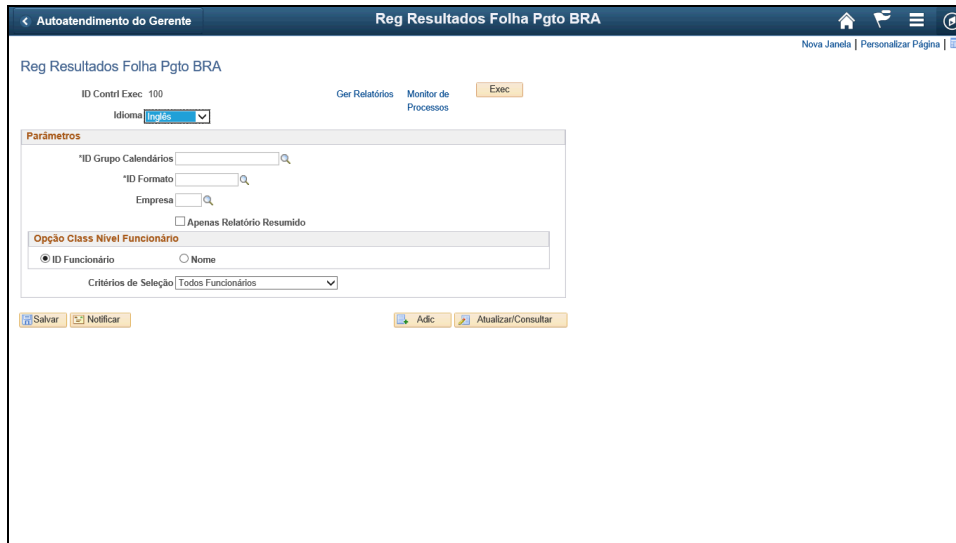 Autoatendimento do Gerente
Reg Resultados Folha Pgto BRA
Nova Janela | Personalizar Página |
Reg Resultados Folha Pgto BRA
ID Contrl Exec 100
Ger Relatórios
Monitor de Processos
Exec
Idioma Inglês
Parâmetros
*ID Grupo Calendários
*ID Formato
Empresa
Apenas Relatório Resumido
Opção Class Nível Funcionário
ID Funcionário
Nome
Critérios de Seleção Todos Funcionários
Salvar
Notificar
Adic
Atualizar/Consultar